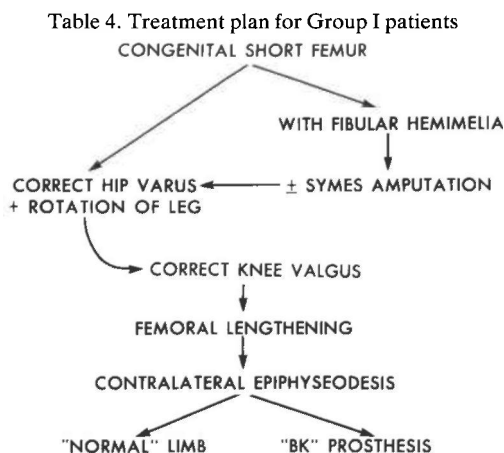 Table 4. Treatment plan for Group I patients
CONGENITAL SHORT FEMUR
WITH FIBULAR HEMIMELIA
CORRECT HIP VARUS
+ ROTATION OF LEG
± SYMES AMPUTATION
CORRECT KNEE VALGUS
FEMORAL LENGTHENING
CONTRALATERAL EPIPHYSEODESIS
"NORMAL" LIMB
"BK" PROSTHESIS